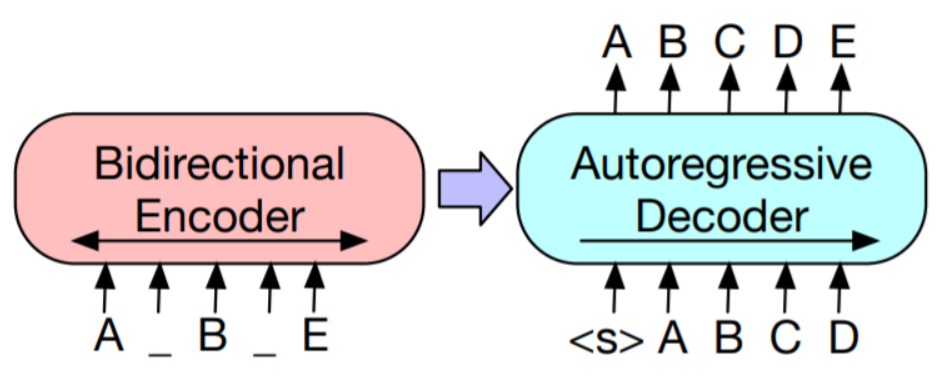 A B C D E
Bidirectional
Encoder
Autoregressive
Decoder
A _ B _ E
<s> A B C D